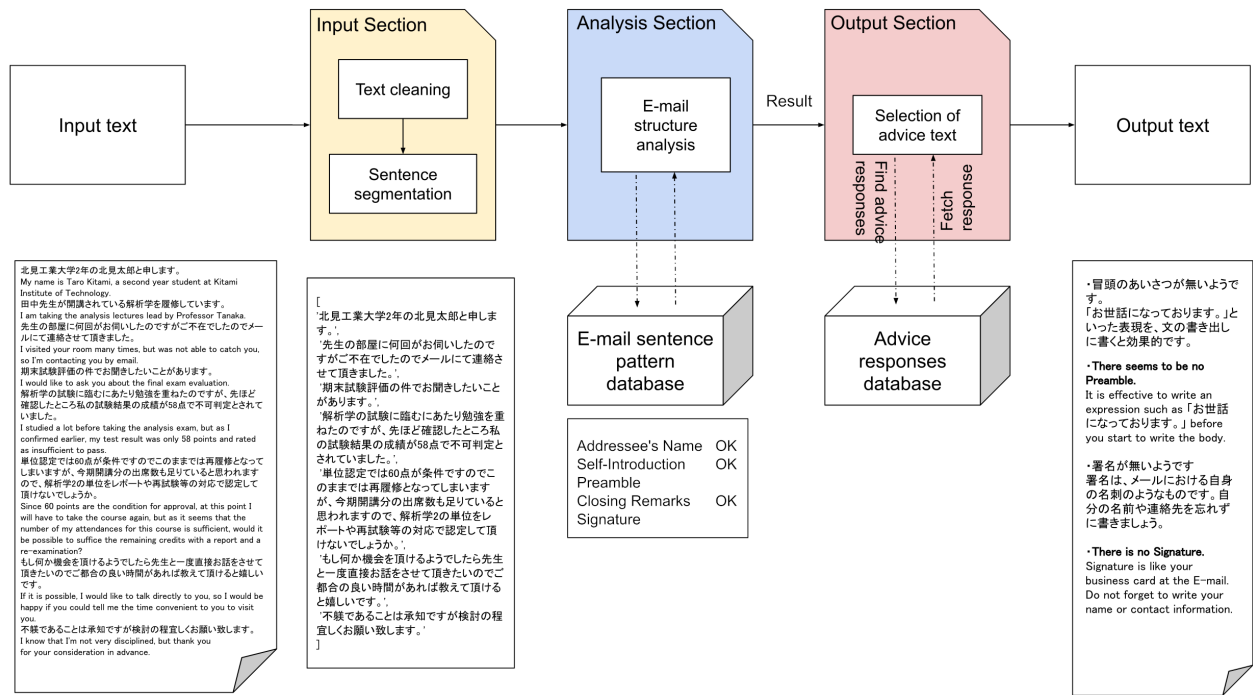 Input Section
Analysis Section
Output Section
Input text
Text cleaning
Sentence
segmentation
E-mail
structure
analysis
Result
Selection of
advice text
Output text
Find advice
responses
Fetch
response
E-mail sentence
pattern
database
Advice
responses
database
北見工業大学2年の北見太郎と申します。
My name is Taro Kitami, a second year student at Kitami
Institute of Technology.
田中先生が開講されている解析学を履修しています。
I am taking the analysis lectures lead by Professor Tanaka.
先生の部屋に何回がお伺いしたのですがご不在でしたのでメー
ルにて連絡させて頂きました。
I visited your room many times, but was not able to catch you,
so I'm contacting you by email.
期末試験評価の件でお聞きしたいことがあります。
I would like to ask you about the final exam evaluation.
解析学の試験に臨むにあたり勉強を重ねたのですが、先ほど
確認したところ私の試験結果の成績が58点で不可判定とされて
いました。
I studied a lot before taking the analysis exam, but as I
confirmed earlier, my test result was only 58 points and rated
as insufficient to pass.
単位認定では60点が条件ですのでこのままでは再履修となって
しまいますが、今期開講分の出席数も足りていると思われます
ので、解析学2の単位をレポートや再試験等の対応で認定して
頂けないでしょうか。
Since 60 points are the condition for approval, at this point I
will have to take the course again, but as it seems that the
number of my attendances for this course is sufficient, would it
be possible to suffice the remaining credits with a report and a
re-examination?
もし何か機会を頂けるようでしたら先生と一度直接お話をさせて
頂きたいのでご都合の良い時間があれば教えて頂けると嬉しい
です。
If it is possible, I would like to talk directly to you, so I would be
happy if you could tell me the time convenient to you to visit
you.
不躾であることは承知ですが検討の程宜しくお願い致します。
I know that I'm not very disciplined, but thank you
for your consideration in advance.
[
'北見工業大学2年の北見太郎と申しま
す。',
'先生の部屋に何回がお伺いしたので
すがご不在でしたのでメールにて連絡さ
せて頂きました。',
'期末試験評価の件でお聞きしたいこと
があります。',
'解析学の試験に臨むにあたり勉強を重
ねたのですが、先ほど確認したところ私
の試験結果の成績が58点で不可判定と
されていました。',
'単位認定では60点が条件ですのでこ
のままでは再履修となってしまいます
が、今期開講分の出席数も足りていると
思われますので、解析学2の単位をレ
ポートや再試験等の対応で認定して頂
けないでしょうか。',
'もし何か機会を頂けるようでしたら先生
と一度直接お話をさせて頂きたいのでご
都合の良い時間があれば教えて頂ける
と嬉しいです。',
'不躾であることは承知ですが検討の程
宜しくお願い致します。'
]
Addressee's Name OK
Self-Introduction OK
Preamble
Closing Remarks OK
Signature
・冒頭のあいさつが無いようで
す。
「お世話になっております。」と
いった表現を、文の書き出し
に書くと効果的です。
・There seems to be no
Preamble.
It is effective to write an
expression such as「お世話
になっております。」before
you start to write the body.
・署名が無いようです
署名は、メールにおける自身
の名刺のようなものです。自
分の名前や連絡先を忘れず
に書きましょう。
・There is no Signature.
Signature is like your
business card at the E-mail.
Do not forget to write your
name or contact information.